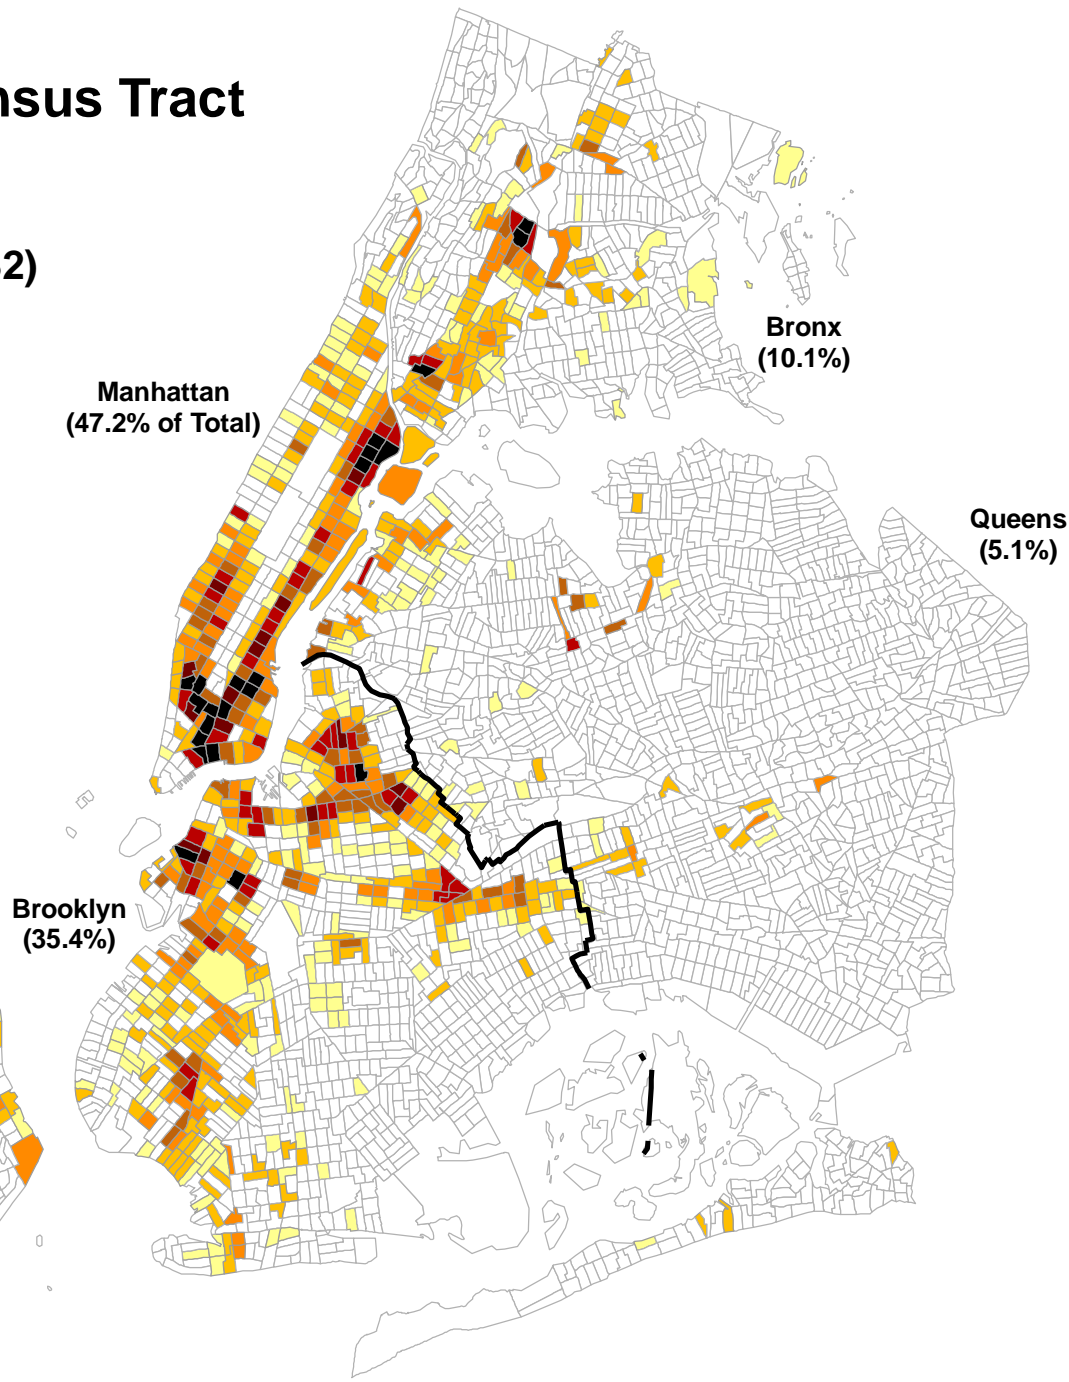 nsus Tract
2)
Bronx
(10.1%)
Manhattan
(47.2% of Total)
Queens
(5.1%)
Brooklyn
(35.4%)